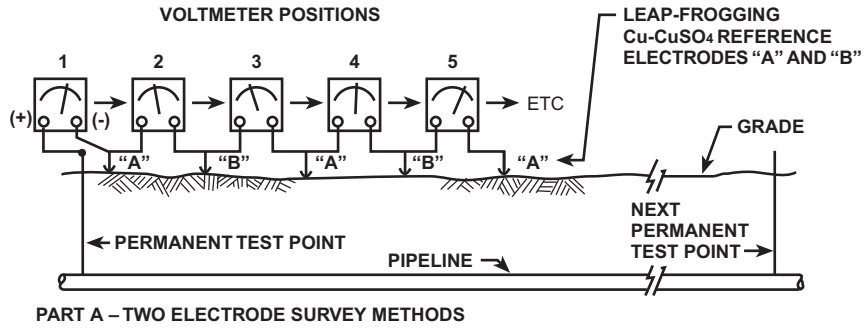 VOLTMETER POSITIONS
LEAP-FROGGING
Cu-CuSO4 REFERENCE
ELECTRODES “A” AND “B”
1 2 3 4 5
(+) (-) ETC
GRADE
“A” “B” “A” “B” “A”
PERMANENT TEST POINT
NEXT
PERMANENT
TEST POINT
PIPELINE
PART A – TWO ELECTRODE SURVEY METHODS